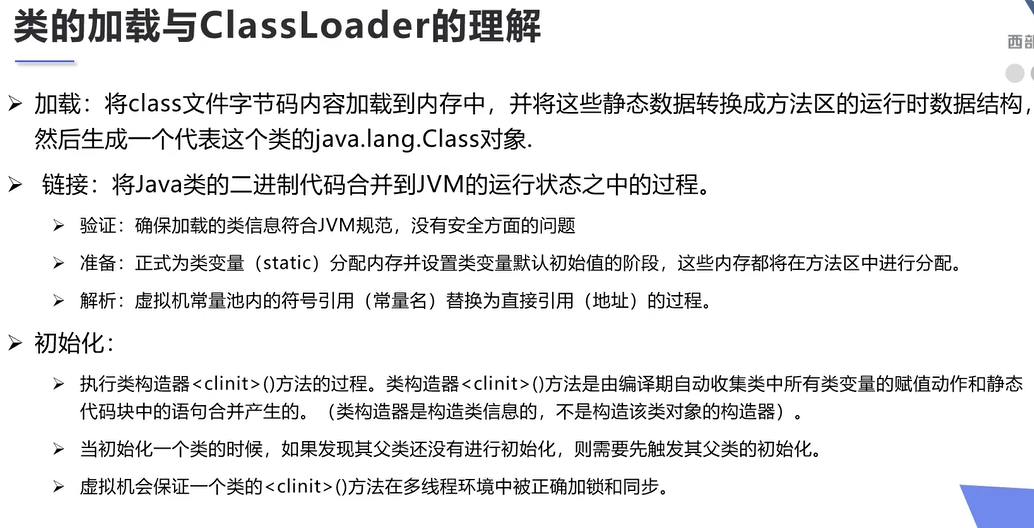 类的加载与ClassLoader的理解
西部
加载：将class文件字节码内容加载到内存中，并将这些静态数据转换成方法区的运行时数据结构，
然后生成一个代表这个类的java.lang.Class对象.
链接：将Java类的二进制代码合并到JVM的运行状态之中的过程。
验证：确保加载的类信息符合JVM规范，没有安全方面的问题
准备：正式为类变量（static）分配内存并设置类变量默认初始值的阶段，这些内存都将在方法区中进行分配。
解析：虚拟机常量池内的符号引用（常量名）替换为直接引用（地址）的过程。
初始化：
执行类构造器<clinit>()方法的过程。类构造器<clinit>()方法是由编译期自动收集类中所有类变量的赋值动作和静态
代码块中的语句合并产生的。（类构造器是构造类信息的，不是构造该类对象的构造器）。
当初始化一个类的时候，如果发现其父类还没有进行初始化，则需要先触发其父类的初始化。
虚拟机会保证一个类的<clinit>()方法在多线程环境中被正确加锁和同步。